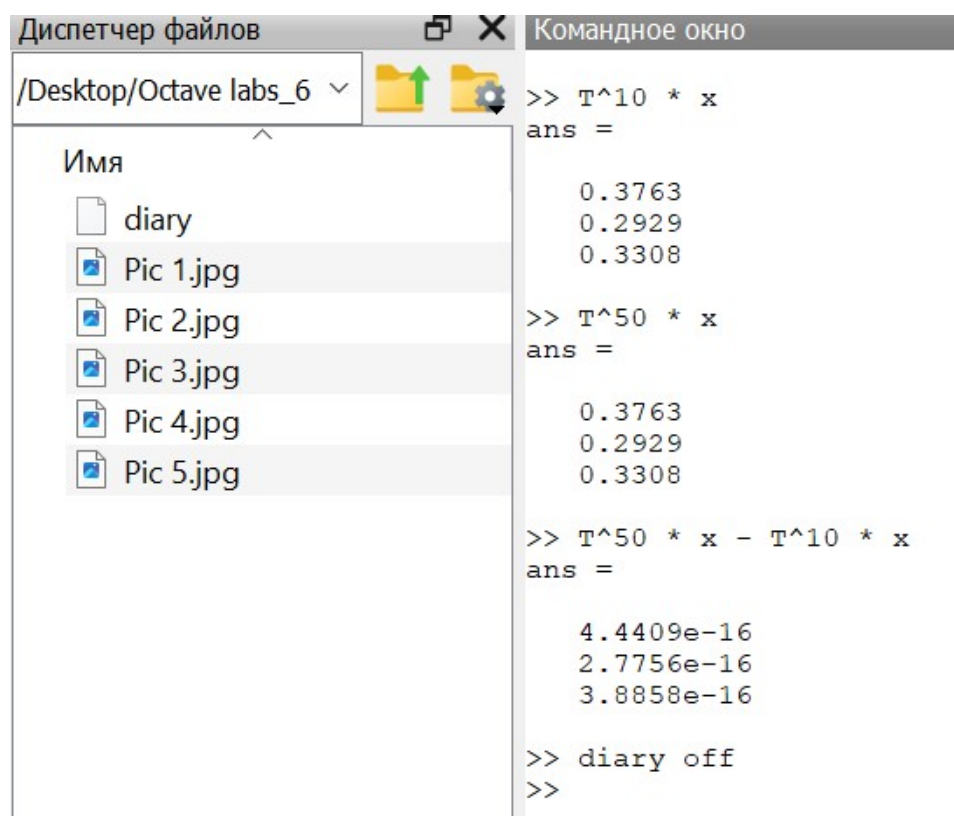 Диспетчер файлов
/Desktop/Octave labs_6
Имя
diary
Pic 1.jpg
Pic 2.jpg
Pic 3.jpg
Pic 4.jpg
Pic 5.jpg
Командное окно
>> T^10 * x
ans =
0.3763
0.2929
0.3308
>> T^50 * x
ans =
0.3763
0.2929
0.3308
>> T^50 * x - T^10 * x
ans =
4.4409e-16
2.7756e-16
3.8858e-16
>> diary off
>>